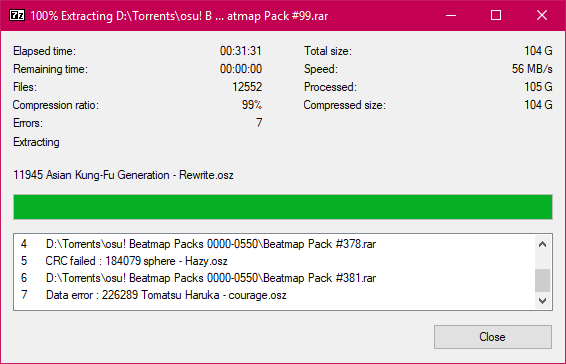 7z 100% Extracting D:\Torrents\osu! B ... atmap Pack #99.rar
Elapsed time: 00:31:31 Total size: 104 G
Remaining time: 00:00:00 Speed: 56 MB/s
Files: 12552 Processed: 105 G
Compression ratio: 99% Compressed size: 104 G
Errors: 7
Extracting
11945 Asian Kung-Fu Generation - Rewrite.osz
4 D:\Torrents\osu! Beatmap Packs 0000-0550\Beatmap Pack #378.rar
5 CRC failed : 184079 sphere - Hazy.osz
6 D:\Torrents\osu! Beatmap Packs 0000-0550\Beatmap Pack #381.rar
7 Data error : 226289 Tomatsu Haruka - courage.osz
Close